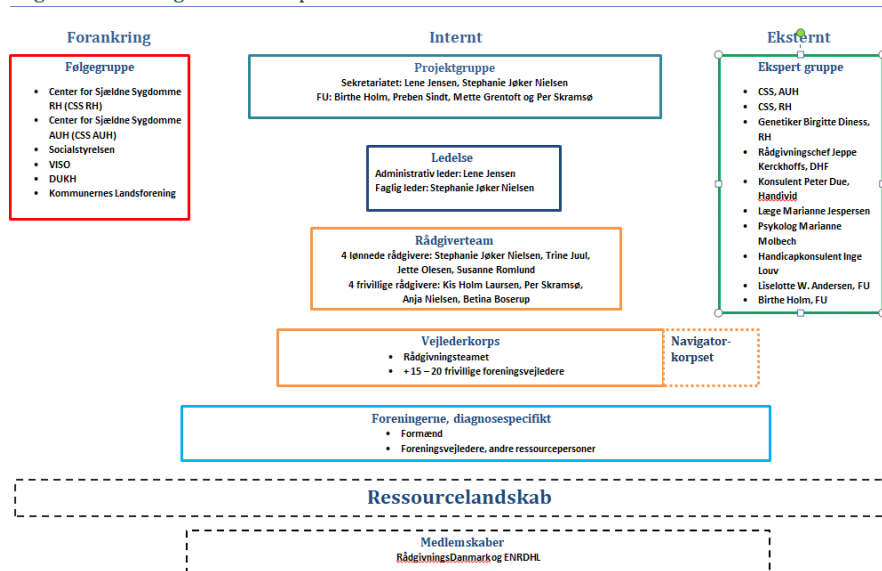 Forankring
Internt
Eksternt
Følgegruppe
• Center for Sjældne Sygdomme
RH (CSS RH)
• Center for Sjældne Sygdomme
AUH (CSS AUH)
• Socialstyrelsen
• VISO
• DUKH
• Kommunernes Landsforening
Projektgruppe
Sekretariatet: Lene Jensen, Stephanie Jøker Nielsen
FU: Birthe Holm, Preben Sindt, Mette Grentoft og Per Skramsø
Ledelse
Administrativ leder: Lene Jensen
Faglig leder: Stephanie Jøker Nielsen
Rådgiverteam
4 lønnede rådgivere: Stephanie Jøker Nielsen, Trine Juul,
Jette Olesen, Susanne Romlund
4 frivillige rådgivere: Kis Holm Laursen, Per Skramsø,
Anja Nielsen, Betina Boserup
Vejlederkorps
• Rådgivningsteamet
• + 15 – 20 frivillige foreningsvejledere
Navigator-
korpset
Ekspert gruppe
• CSS, AUH
• CSS, RH
• Genetiker Birgitte Diness,
RH
• Rådgivningschef Jeppe
Kerckhoffs, DHF
• Konsulent Peter Due,
Handivid
• Læge Marianne Jespersen
• Psykolog Marianne
Molbech
• Handicapkonsulent Inge
Louv
• Liselotte W. Andersen, FU
• Birthe Holm, FU
Foreningerne, diagnosespecifikt
• Formænd
• Foreningsvejledere, andre ressourcepersoner
Ressourcelandskab
Medlemskaber
RådgivningsDanmark og ENRDHL